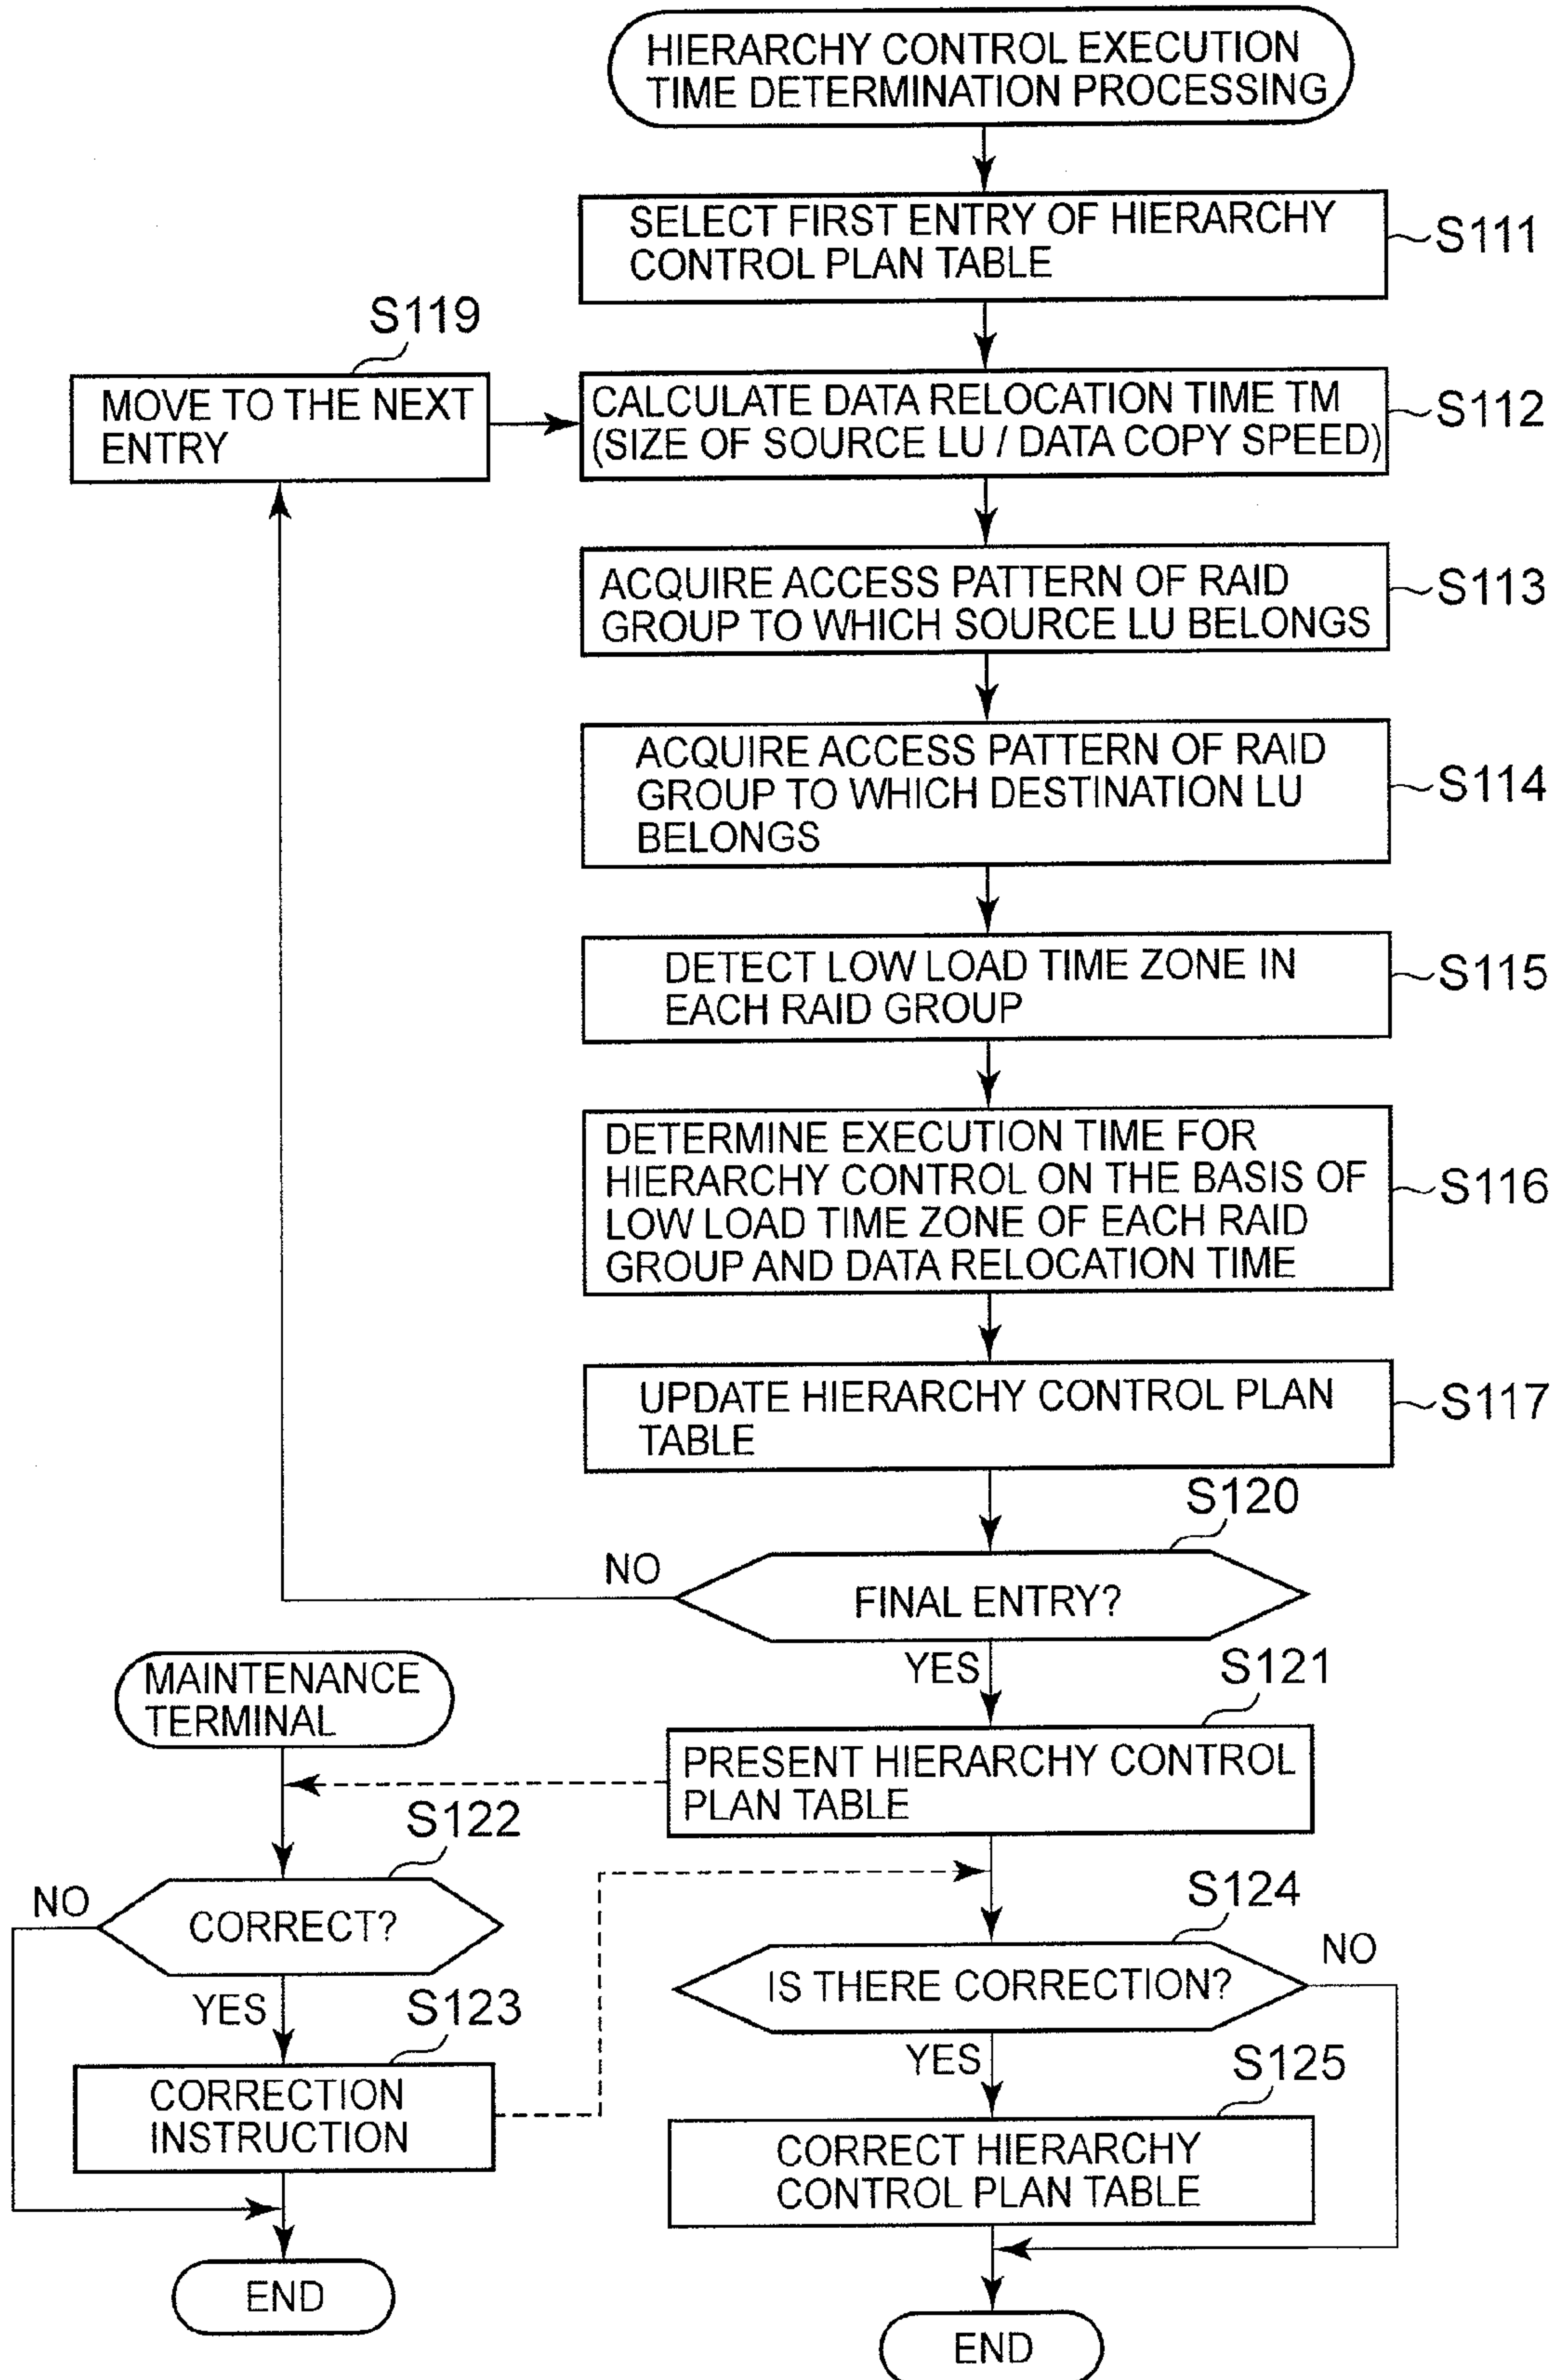 HIERARCHY CONTROL EXECUTION
TIME DETERMINATION PROCESSING
SELECT FIRST ENTRY OF HIERARCHY
CONTROL PLAN TABLE
S111
S119
MOVE TO THE NEXT
ENTRY
CALCULATE DATA RELOCATION TIME TM
(SIZE OF SOURCE LU / DATA COPY SPEED)
S112
ACQUIRE ACCESS PATTERN OF RAID
GROUP TO WHICH SOURCE LU BELONGS
S113
ACQUIRE ACCESS PATTERN OF RAID
GROUP TO WHICH DESTINATION LU
BELONGS
S114
DETECT LOW LOAD TIME ZONE IN
EACH RAID GROUP
S115
DETERMINE EXECUTION TIME FOR
HIERARCHY CONTROL ON THE BASIS OF
LOW LOAD TIME ZONE OF EACH RAID
GROUP AND DATA RELOCATION TIME
S116
UPDATE HIERARCHY CONTROL PLAN
TABLE
S117
S120
NO
FINAL ENTRY?
YES
S121
MAINTENANCE
TERMINAL
PRESENT HIERARCHY CONTROL
PLAN TABLE
S122
NO
CORRECT?
YES
S123
CORRECTION
INSTRUCTION
END
S124
NO
IS THERE CORRECTION?
YES
S125
CORRECT HIERARCHY
CONTROL PLAN TABLE
END